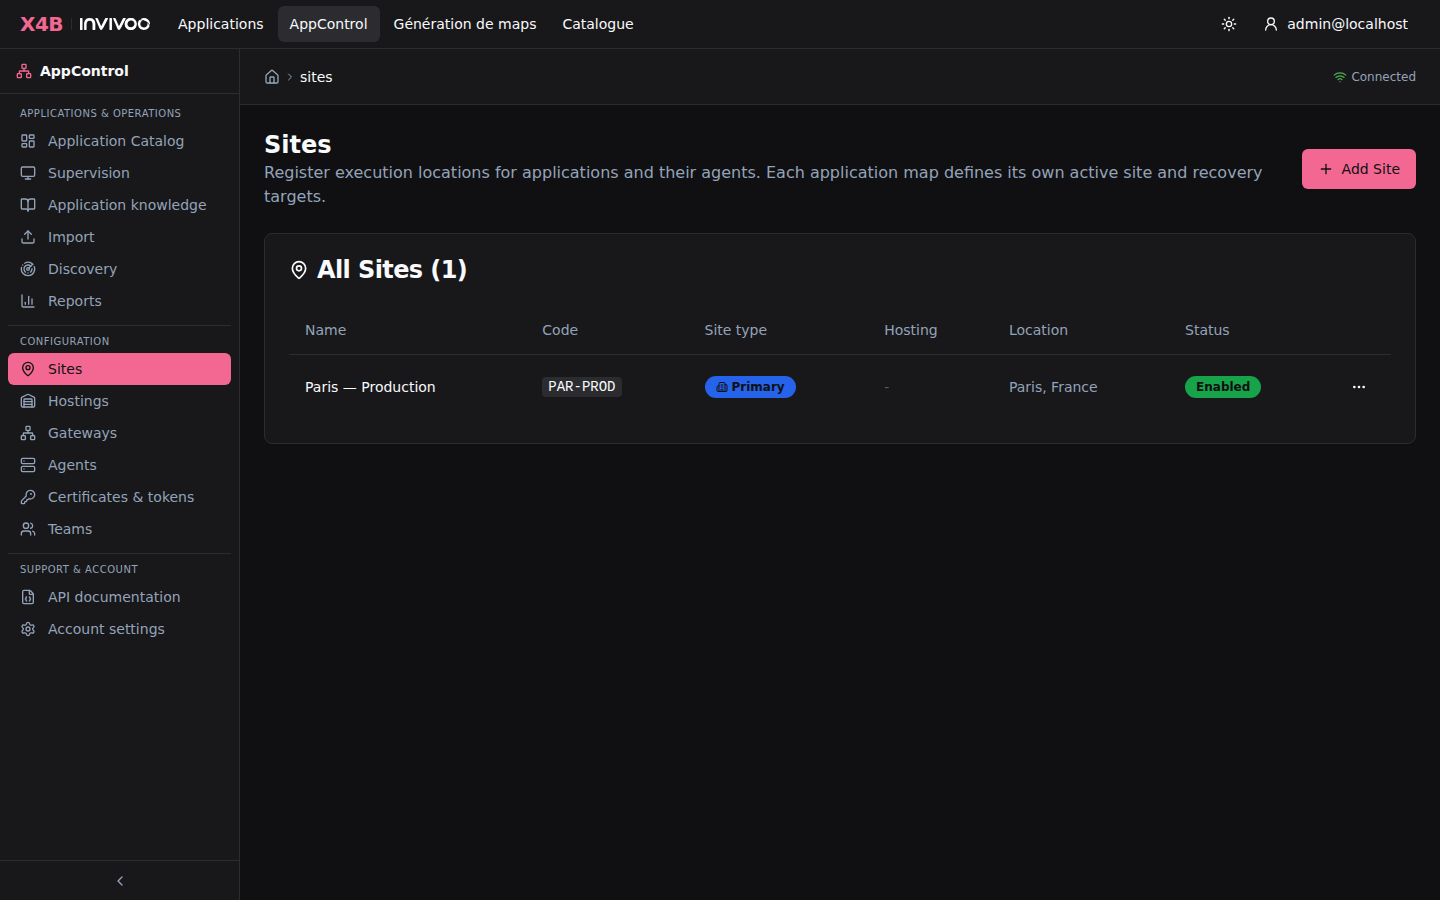 X4B INVIVOO Applications AppControl Génération de maps Catalogue admin@localhost
AppControl
sites
Connected
APPLICATIONS & OPERATIONS
Application Catalog
Supervision
Application knowledge
Import
Discovery
Reports
CONFIGURATION
Sites
Hostings
Gateways
Agents
Certificates & tokens
Teams
SUPPORT & ACCOUNT
API documentation
Account settings
Sites
Register execution locations for applications and their agents. Each application map defines its own active site and recovery
targets.
Add Site
All Sites (1)
Name Code Site type Hosting Location Status
Paris — Production PAR-PROD Primary - Paris, France Enabled